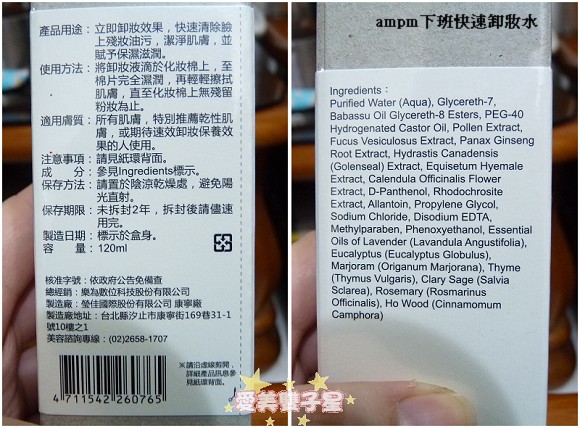 產品用途：立即卸妝效果，快速清除臉
上殘妝油污，潔淨肌膚，並
賦予保濕滋潤。
使用方法：將卸妝液滴於化妝棉上，至
棉片完全濕潤，再輕輕擦拭
肌膚，直至化妝棉上無殘留
粉妝為止。
適用膚質：所有肌膚，特別推薦乾性肌
膚，或期待速效卸妝保養效
果的人使用。
注意事項：請見紙環背面。
成　　分：參見Ingredients標示。
保存方法：請置於陰涼乾燥處，避免陽
光直射。
保存期限：未拆封2年，拆封後請儘速
用完。
製造日期：標示於盒身。
容　　量：120ml
核准字號：依政府公告免備查
總經銷：樂為數位科技股份有限公司
製造廠：瑩佳國際股份有限公司 康寧廠
製造廠地址：台北縣汐止市康寧街169巷31-1
號10樓之1
美容諮詢專線：(02)2658-1707
※請沿虛線剪開，
詳細產品訊息參
見紙環背面。
4 711542 260765
ampm下班快速卸妝水
Ingredients：
Purified Water (Aqua), Glycereth-7,
Babassu Oil Glycereth-8 Esters, PEG-40
Hydrogenated Castor Oil, Pollen Extract,
Fucus Vesiculosus Extract, Panax Ginseng
Root Extract, Hydrastis Canadensis
(Golenseal) Extract, Equisetum Hyemale
Extract, Calendula Officinalis Flower
Extract, D-Panthenol, Rhodochrosite
Extract, Allantoin, Propylene Glycol,
Sodium Chloride, Disodium EDTA,
Methylparaben, Phenoxyethanol, Essential
Oils of Lavender (Lavandula Angustifolia),
Eucalyptus (Eucalyptus Globulus),
Marjoram (Origanum Marjorana), Thyme
(Thymus Vulgaris), Clary Sage (Salvia
Sclarea), Rosemary (Rosmarinus
Officinalis), Ho Wood (Cinnamomum
Camphora)
愛美雙子星